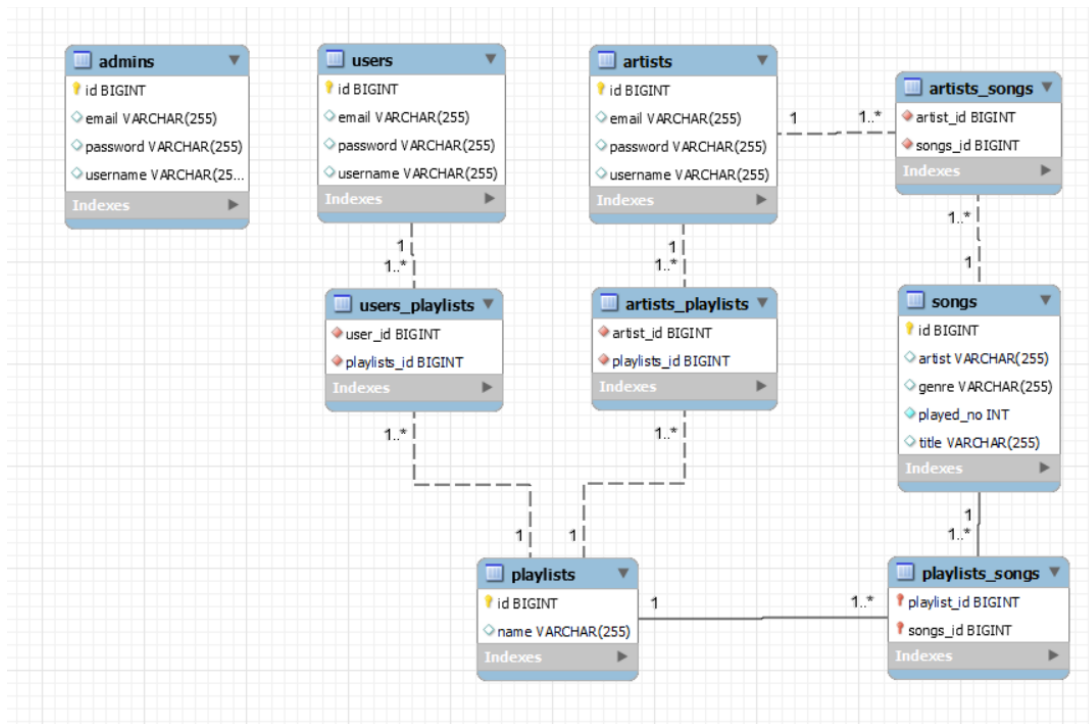 admins
id BIGINT
email VARCHAR(255)
password VARCHAR(255)
username VARCHAR(25...
Indexes
users
id BIGINT
email VARCHAR(255)
password VARCHAR(255)
username VARCHAR(255)
Indexes
artists
id BIGINT
email VARCHAR(255)
password VARCHAR(255)
username VARCHAR(255)
Indexes
1
1..*
artists_songs
artist_id BIGINT
songs_id BIGINT
Indexes
1
1..*
1
1..*
1..*
1
users_playlists
user_id BIGINT
playlists_id BIGINT
Indexes
artists_playlists
artist_id BIGINT
playlists_id BIGINT
Indexes
songs
id BIGINT
artist VARCHAR(255)
genre VARCHAR(255)
played_no INT
title VARCHAR(255)
Indexes
1..*
1..*
1
1
1
1..*
playlists
id BIGINT
name VARCHAR(255)
Indexes
1
1..*
playlists_songs
playlist_id BIGINT
songs_id BIGINT
Indexes